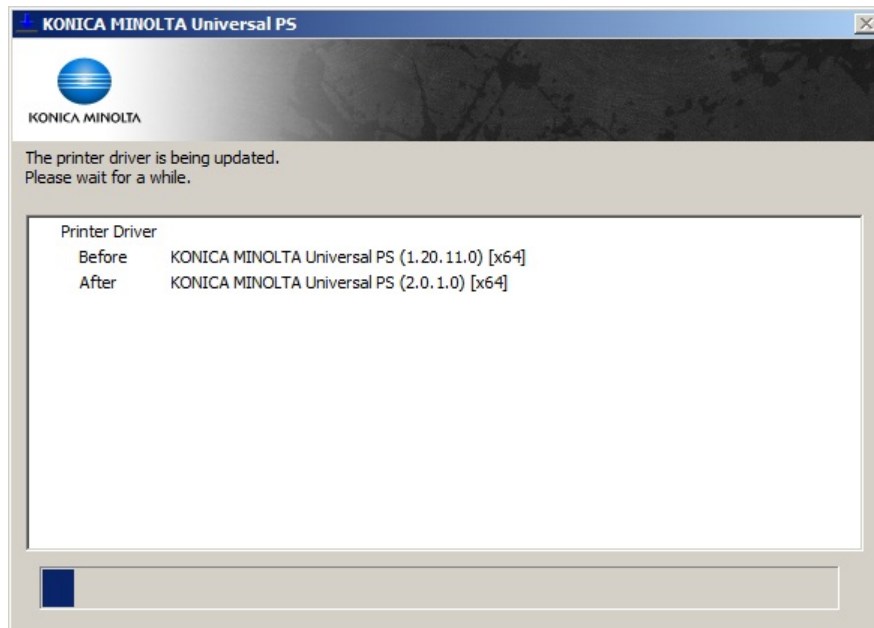 KONICA MINOLTA Universal PS
KONICA MINOLTA
The printer driver is being updated.
Please wait for a while.
Printer Driver
Before KONICA MINOLTA Universal PS (1.20.11.0) [x64]
After KONICA MINOLTA Universal PS (2.0.1.0) [x64]